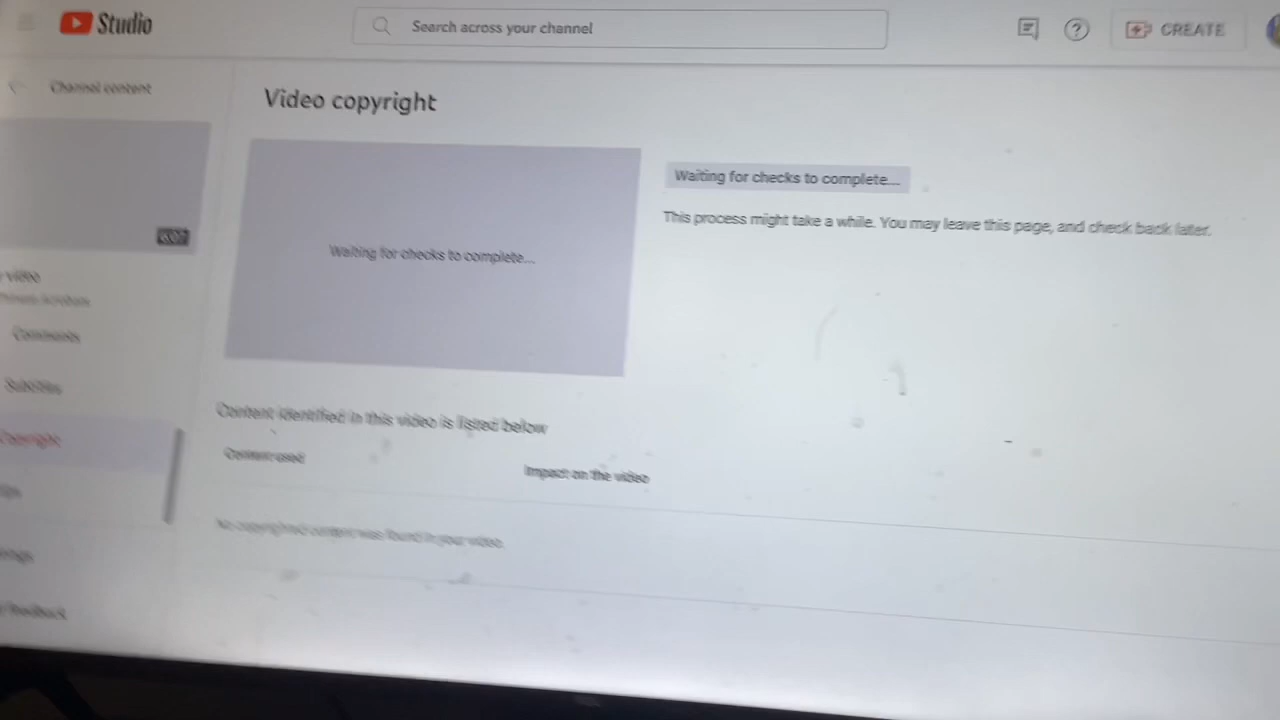 Studio
Search across your channel
CREATE
Channel content
Video copyright
Waiting for checks to complete...
This process might take a while. You may leave this page, and check back later.
Waiting for checks to complete...
video
Comments
Subtitles
Copyright
Content identified in this video is listed below
Content used
Impact on the video
No copyrighted content was found in your video.
Feedback